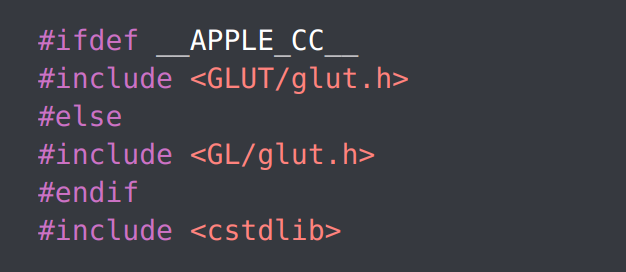 #ifdef __APPLE_CC__
#include <GLUT/glut.h>
#else
#include <GL/glut.h>
#endif
#include <cstdlib>